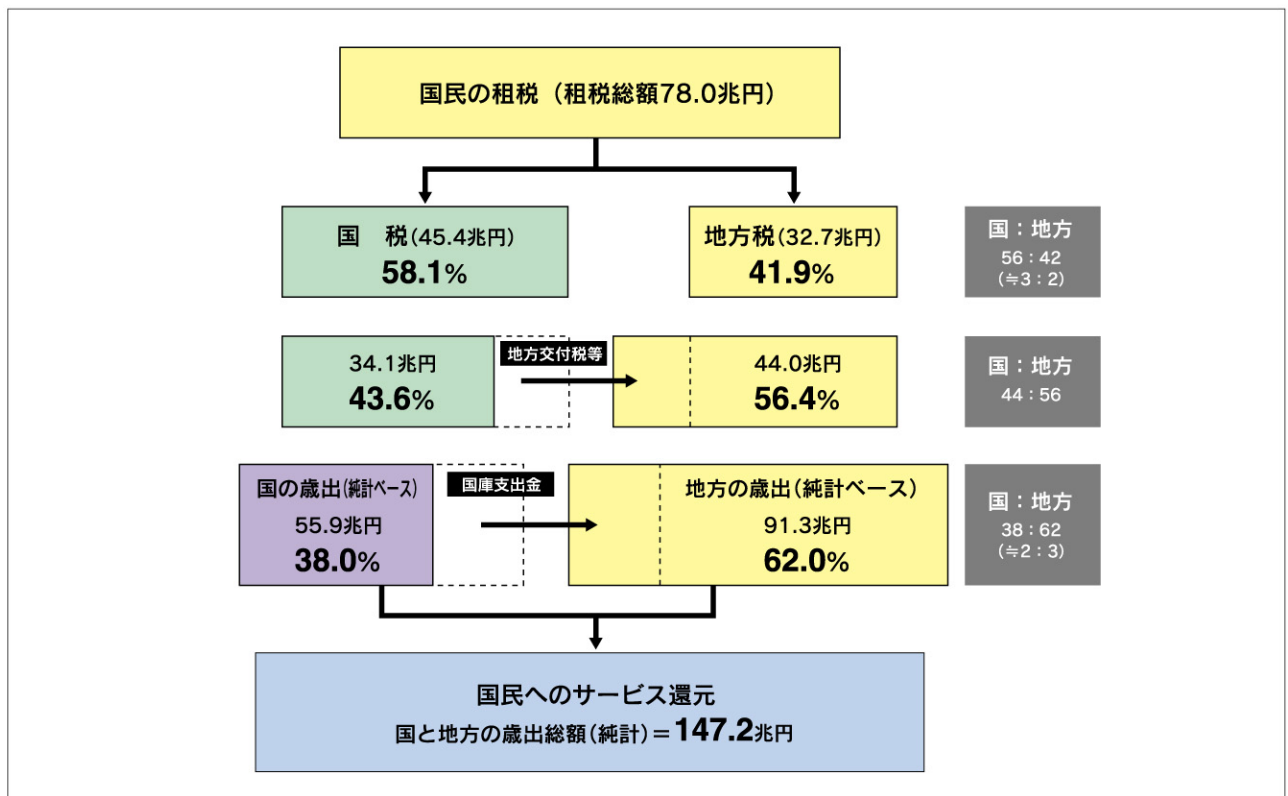 国民の租税（租税総額78.0兆円）
国　税(45.4兆円)
58.1%
地方税(32.7兆円)
41.9%
国：地方
56：42
(≒3：2)
34.1兆円
43.6%
地方交付税等
44.0兆円
56.4%
国：地方
44：56
国の歳出(純計ベース)
55.9兆円
38.0%
国庫支出金
地方の歳出(純計ベース)
91.3兆円
62.0%
国：地方
38：62
(≒2：3)
国民へのサービス還元
国と地方の歳出総額(純計)＝147.2兆円